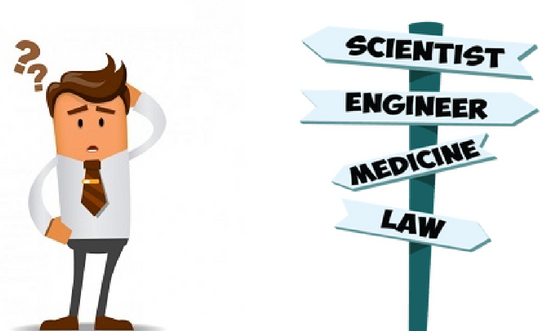 ??
SCIENTIST
ENGINEER
MEDICINE
LAW